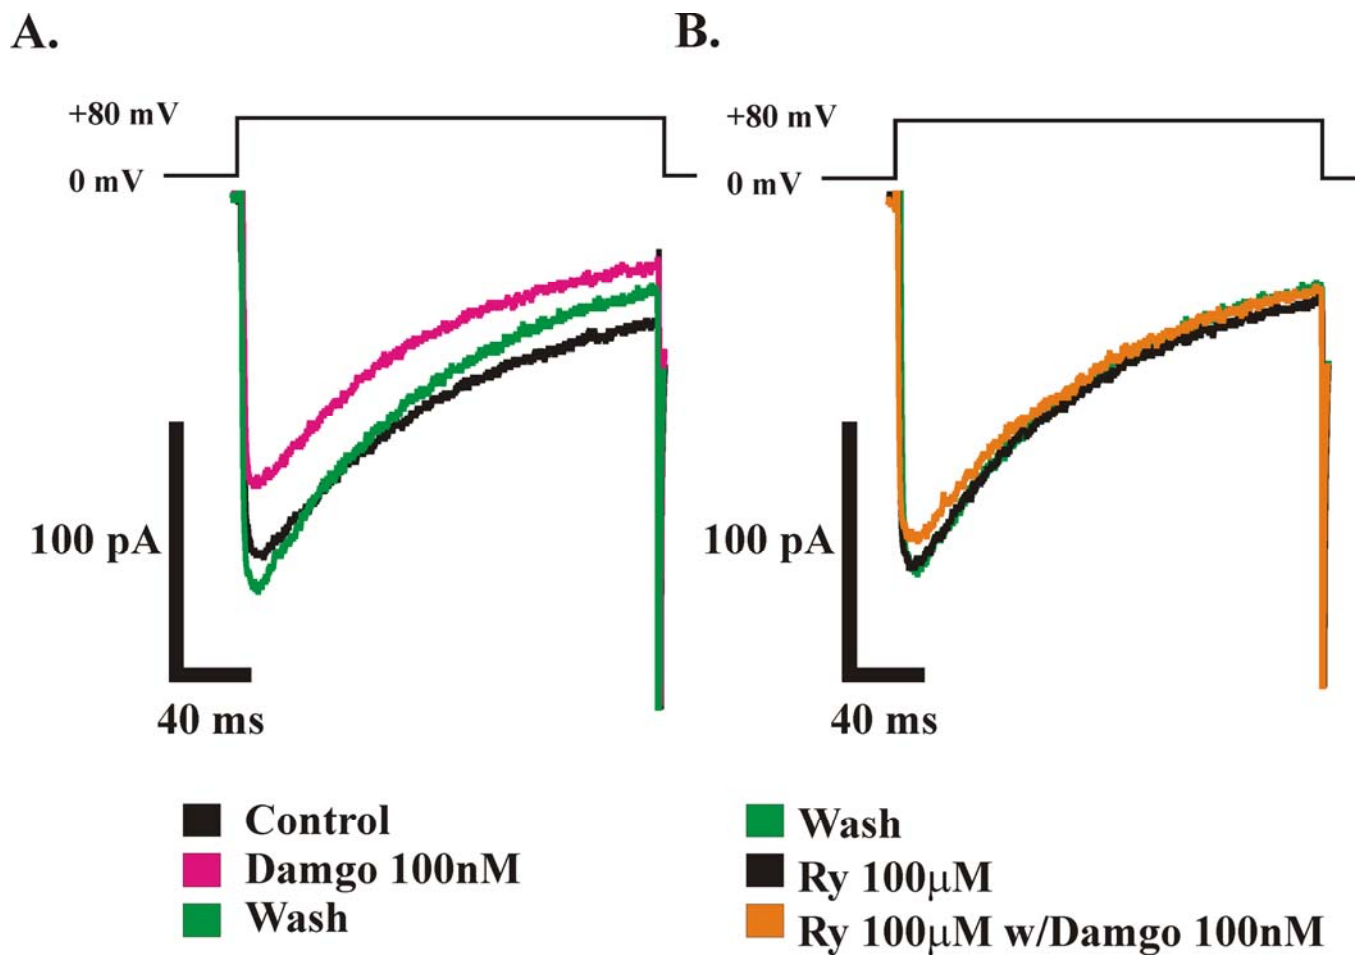 A.
+80 mV
0 mV
100 pA
40 ms
Control
Damgo 100nM
Wash
B.
+80 mV
0 mV
100 pA
40 ms
Wash
Ry 100μM
Ry 100μM w/Damgo 100nM